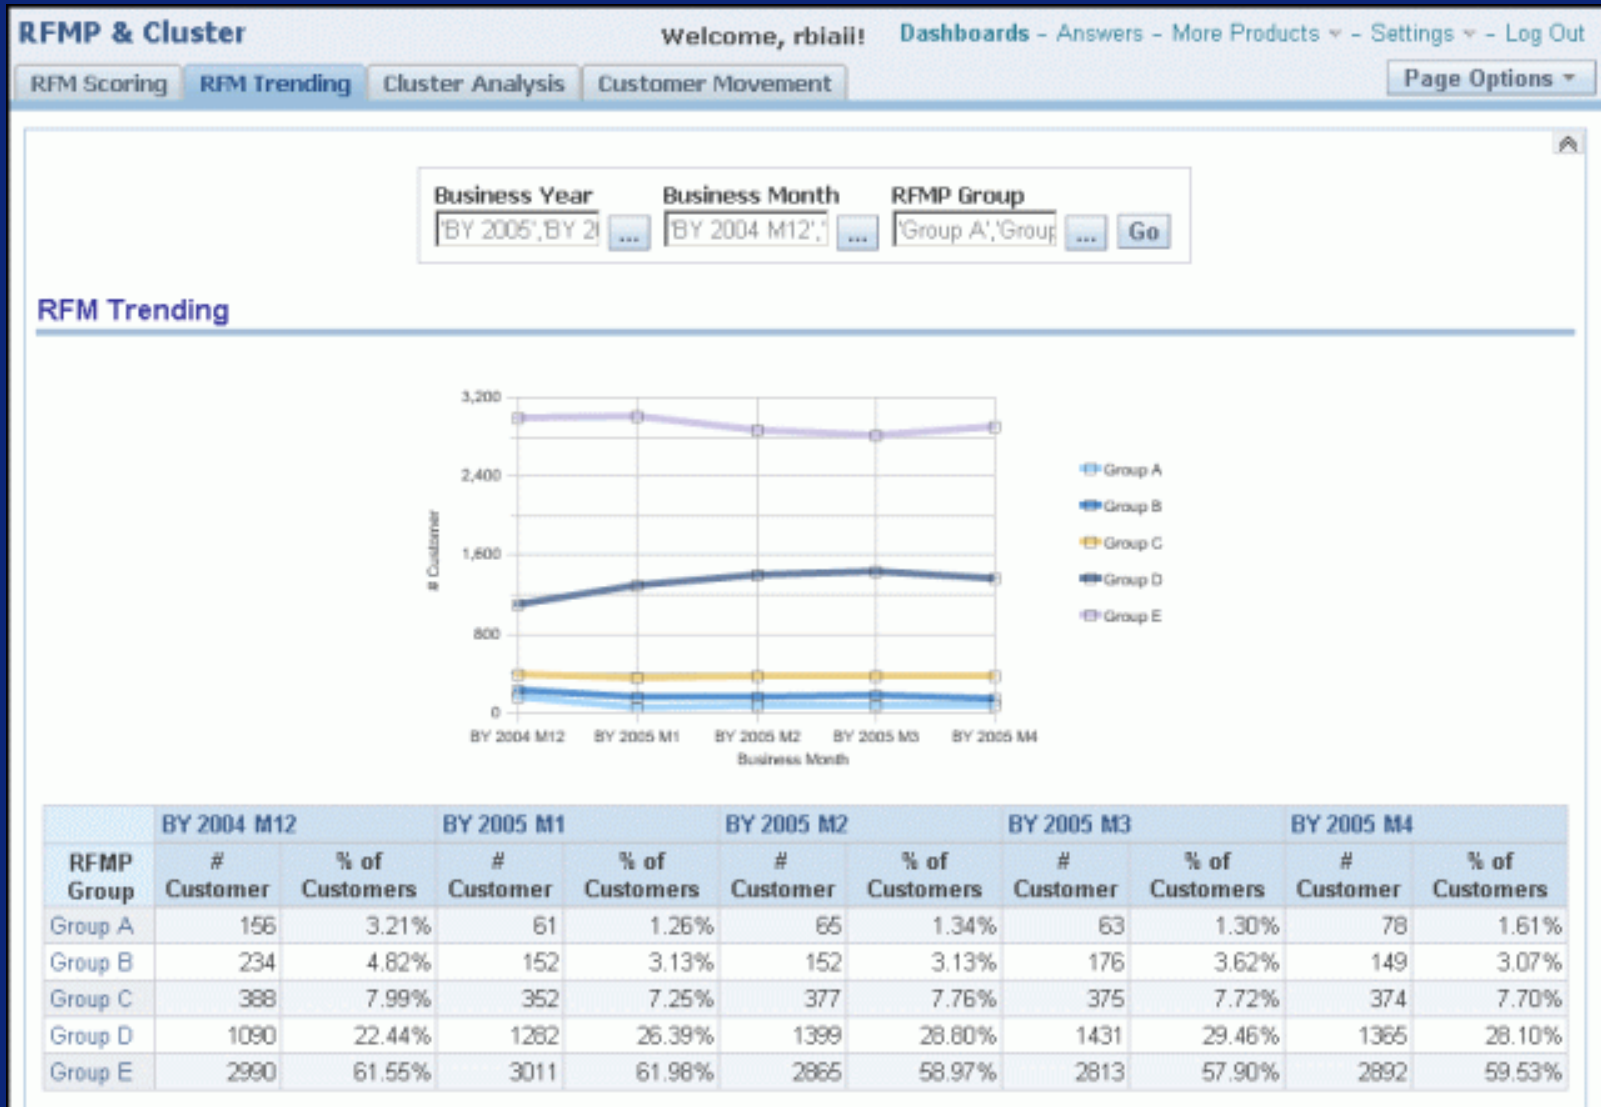 RFMP & Cluster
Welcome, rbiaii! Dashboards - Answers - More Products - Settings - Log Out
RFM Scoring RFM Trending Cluster Analysis Customer Movement Page Options
Business Year Business Month RFMP Group
'BY 2005','BY 20 ... 'BY 2004 M12',' ... 'Group A','Group ... Go
RFM Trending
3,200
2,400
1,600
800
0
# Customer
BY 2004 M12 BY 2005 M1 BY 2005 M2 BY 2005 M3 BY 2005 M4
Business Month
Group A
Group B
Group C
Group D
Group E
BY 2004 M12 BY 2005 M1 BY 2005 M2 BY 2005 M3 BY 2005 M4
RFMP # % of # % of # % of # % of # % of
Group Customer Customers Customer Customers Customer Customers Customer Customers Customer Customers
Group A 156 3.21% 61 1.26% 65 1.34% 63 1.30% 78 1.61%
Group B 234 4.82% 152 3.13% 152 3.13% 176 3.62% 149 3.07%
Group C 388 7.99% 352 7.25% 377 7.76% 375 7.72% 374 7.70%
Group D 1090 22.44% 1282 26.39% 1399 28.80% 1431 29.46% 1365 28.10%
Group E 2990 61.55% 3011 61.98% 2865 58.97% 2813 57.90% 2892 59.53%